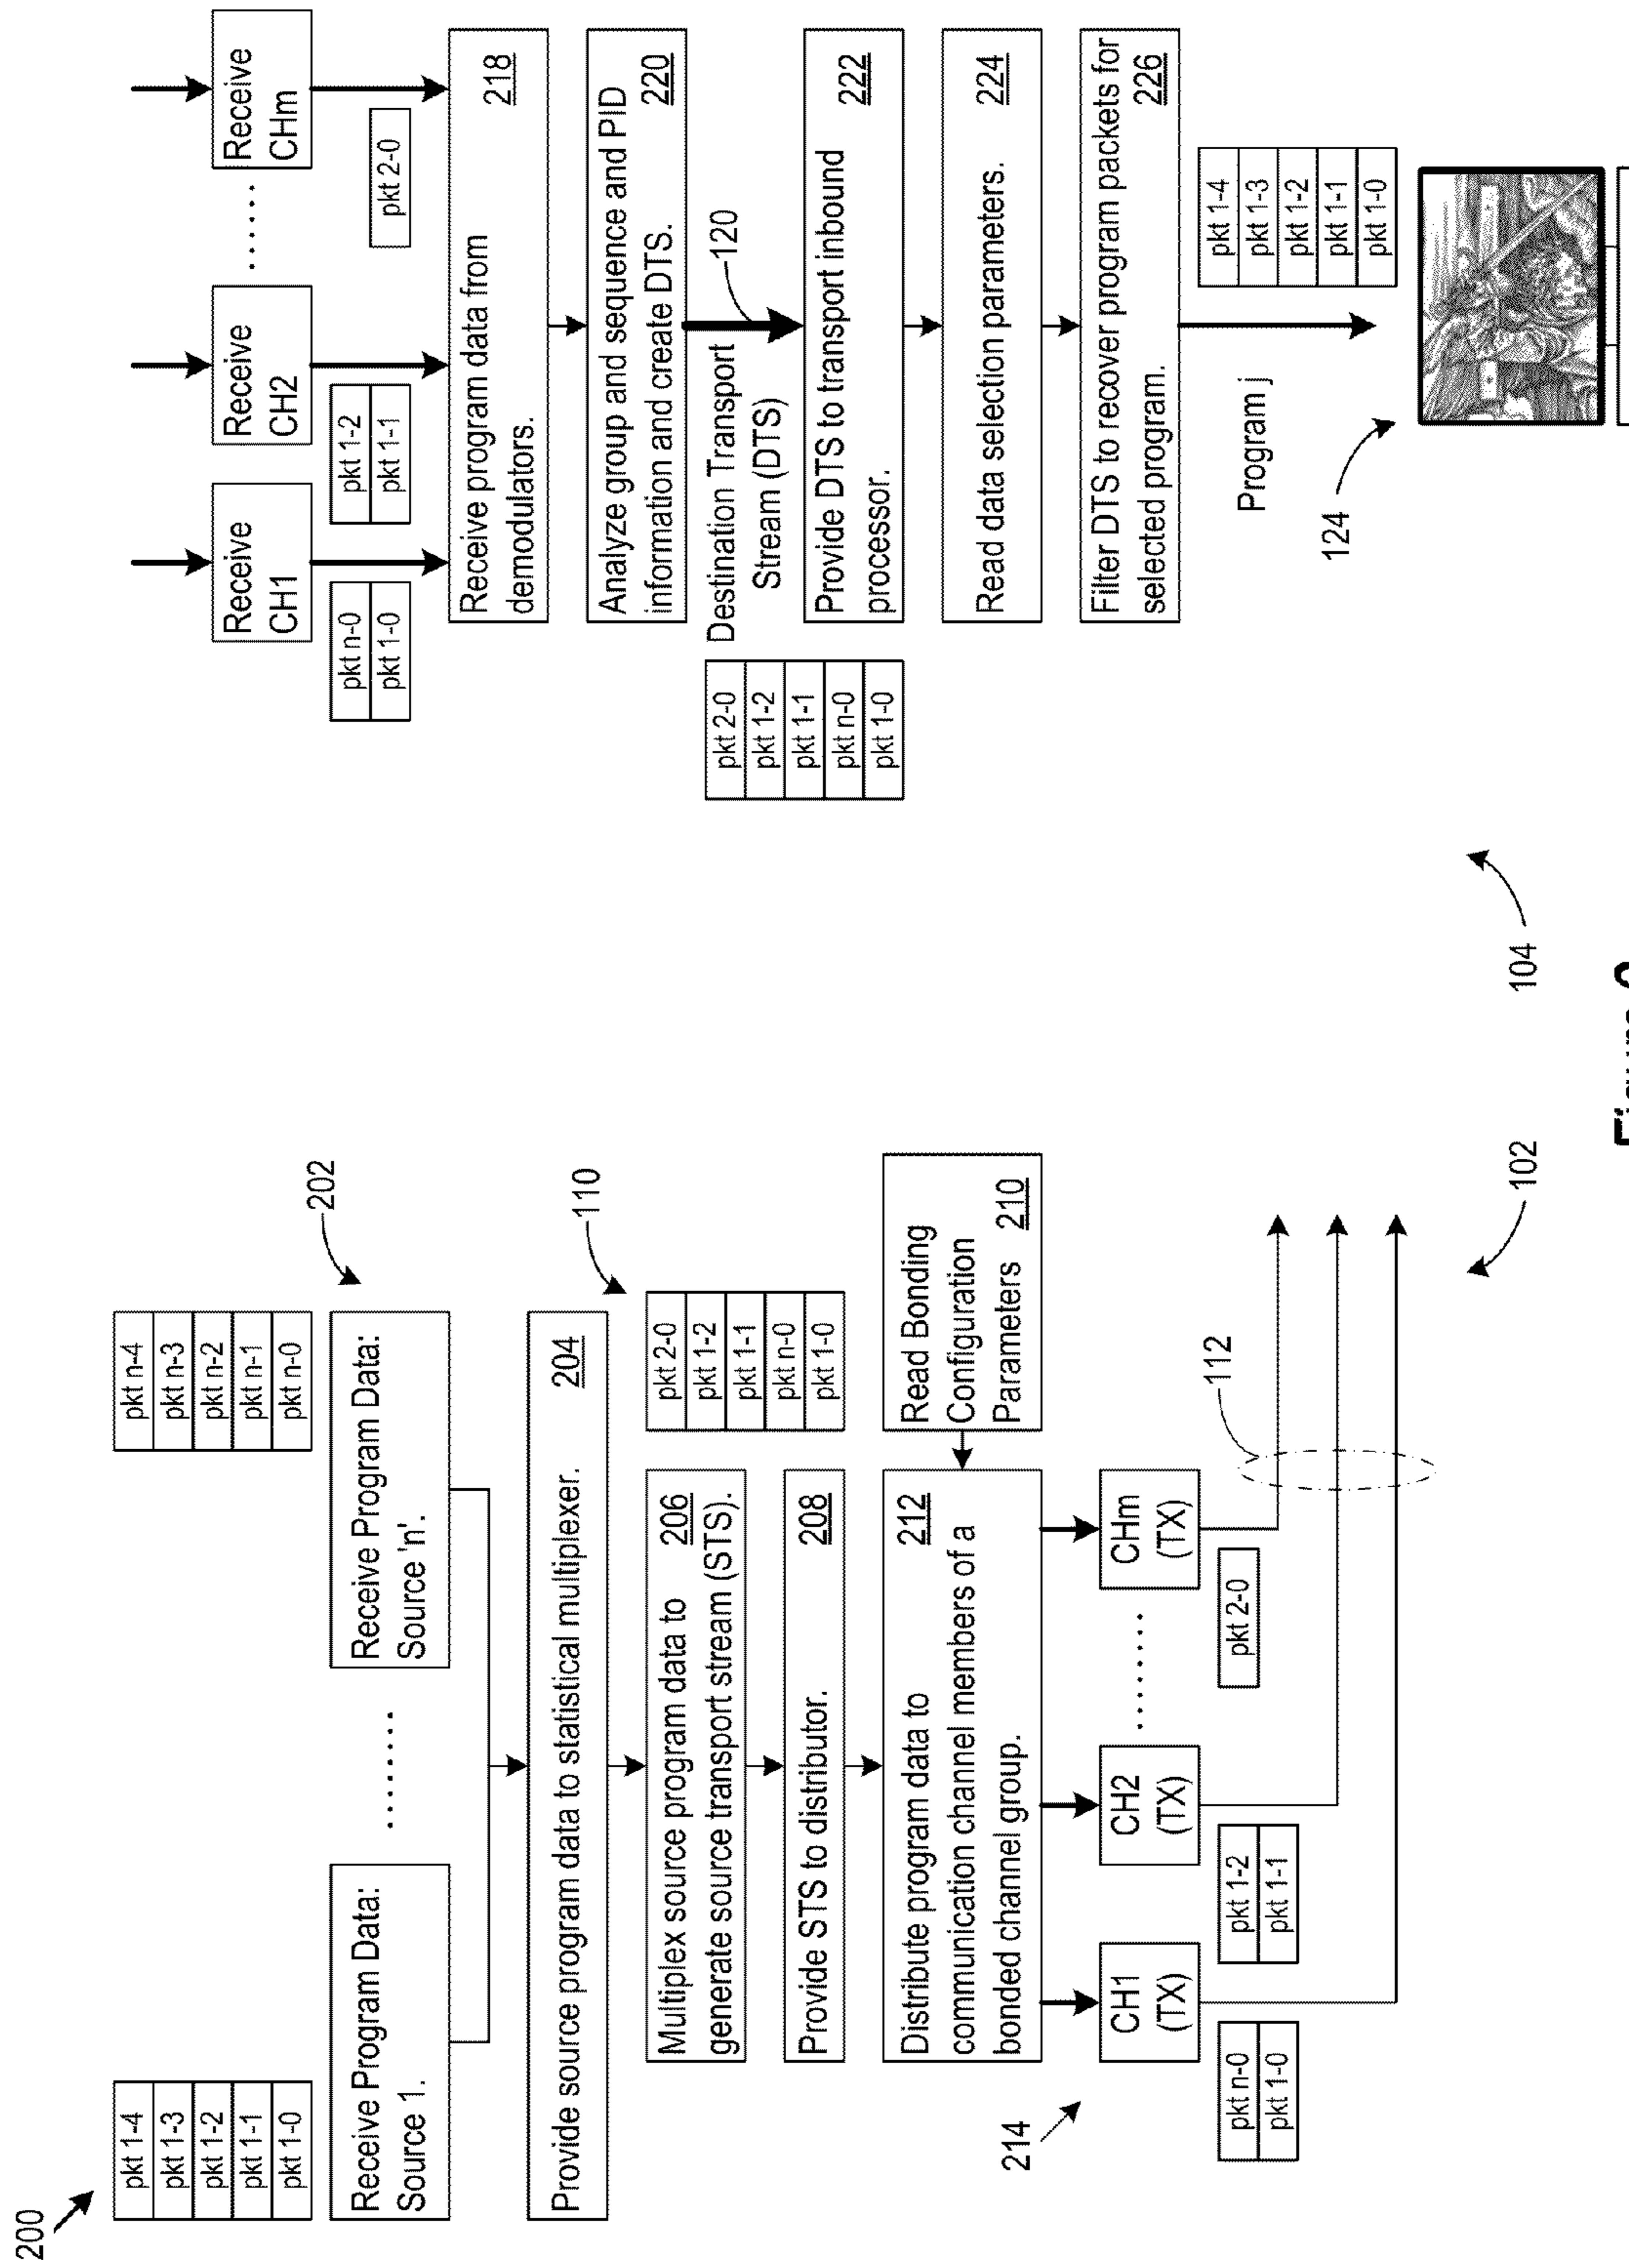 200
pkt 1-4
pkt 1-3
pkt 1-2
pkt 1-1
pkt 1-0
Receive Program Data:
Source 1.
........
pkt n-4
pkt n-3
pkt n-2
pkt n-1
pkt n-0
Receive Program Data:
Source 'n'.
202
Provide source program data to statistical multiplexer. 204
Multiplex source program data to 206
generate source transport stream (STS).
110
pkt 2-0
pkt 1-2
pkt 1-1
pkt n-0
pkt 1-0
Provide STS to distributor. 208
Distribute program data to 212
communication channel members of a
bonded channel group.
Read Bonding
Configuration
Parameters 210
214
CH1
(TX)
CH2
(TX)
........
CHm
(TX)
pkt n-0
pkt 1-0
pkt 1-2
pkt 1-1
pkt 2-0
112
102
Receive
CH1
Receive
CH2
......
Receive
CHm
pkt n-0
pkt 1-0
pkt 1-2
pkt 1-1
pkt 2-0
Receive program data from 218
demodulators.
Analyze group and sequence and PID
information and create DTS. 220
Destination Transport
Stream (DTS)
120
pkt 2-0
pkt 1-2
pkt 1-1
pkt n-0
pkt 1-0
Provide DTS to transport inbound
processor. 222
Read data selection parameters. 224
Filter DTS to recover program packets for
selected program. 226
Program j
pkt 1-4
pkt 1-3
pkt 1-2
pkt 1-1
pkt 1-0
124
104